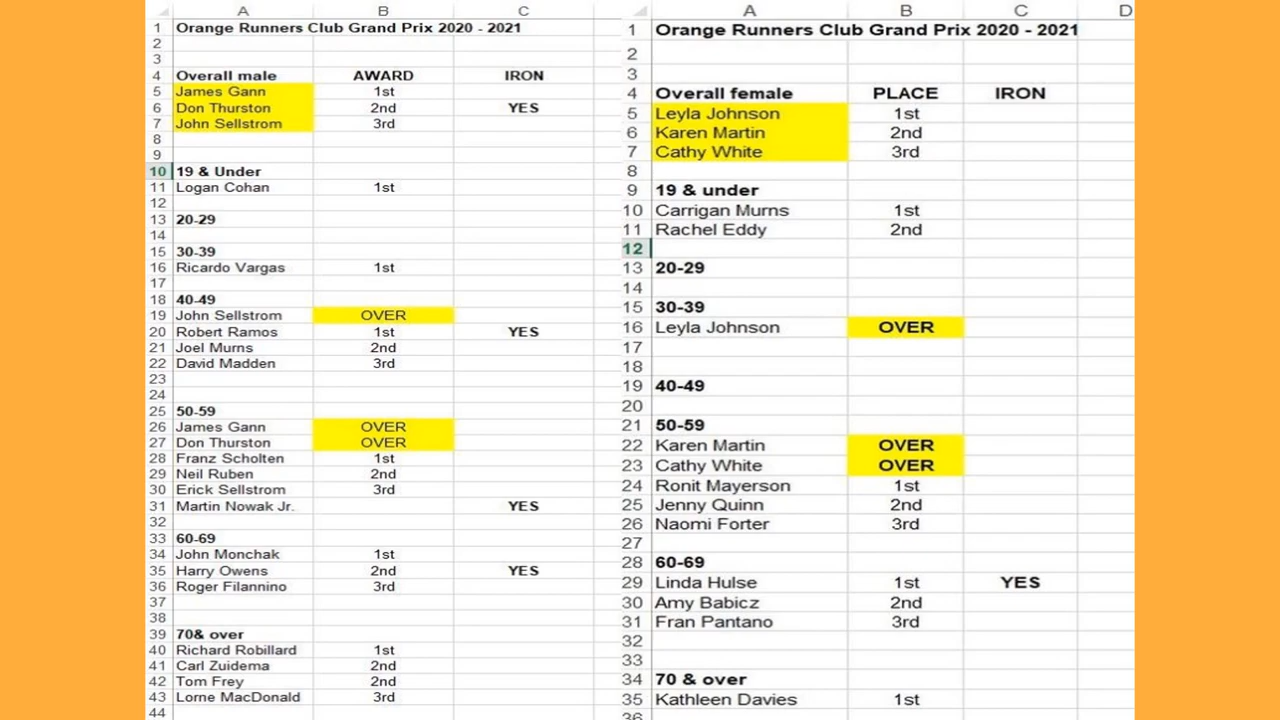 A B C
1 Orange Runners Club Grand Prix 2020 - 2021
2
3
4 Overall male AWARD IRON
5 James Gann 1st
6 Don Thurston 2nd YES
7 John Sellstrom 3rd
8
9
10 19 & Under
11 Logan Cohan 1st
12
13 20-29
14
15 30-39
16 Ricardo Vargas 1st
17
18 40-49
19 John Sellstrom OVER
20 Robert Ramos 1st YES
21 Joel Murns 2nd
22 David Madden 3rd
23
24
25 50-59
26 James Gann OVER
27 Don Thurston OVER
28 Franz Scholten 1st
29 Neil Ruben 2nd
30 Erick Sellstrom 3rd
31 Martin Nowak Jr. YES
32
33 60-69
34 John Monchak 1st
35 Harry Owens 2nd YES
36 Roger Filannino 3rd
37
38
39 70& over
40 Richard Robillard 1st
41 Carl Zuidema 2nd
42 Tom Frey 2nd
43 Lorne MacDonald 3rd
44
A B C D
1 Orange Runners Club Grand Prix 2020 - 2021
2
3
4 Overall female PLACE IRON
5 Leyla Johnson 1st
6 Karen Martin 2nd
7 Cathy White 3rd
8
9 19 & under
10 Carrigan Murns 1st
11 Rachel Eddy 2nd
12
13 20-29
14
15 30-39
16 Leyla Johnson OVER
17
18
19 40-49
20
21 50-59
22 Karen Martin OVER
23 Cathy White OVER
24 Ronit Mayerson 1st
25 Jenny Quinn 2nd
26 Naomi Forter 3rd
27
28 60-69
29 Linda Hulse 1st YES
30 Amy Babicz 2nd
31 Fran Pantano 3rd
32
33
34 70 & over
35 Kathleen Davies 1st
36